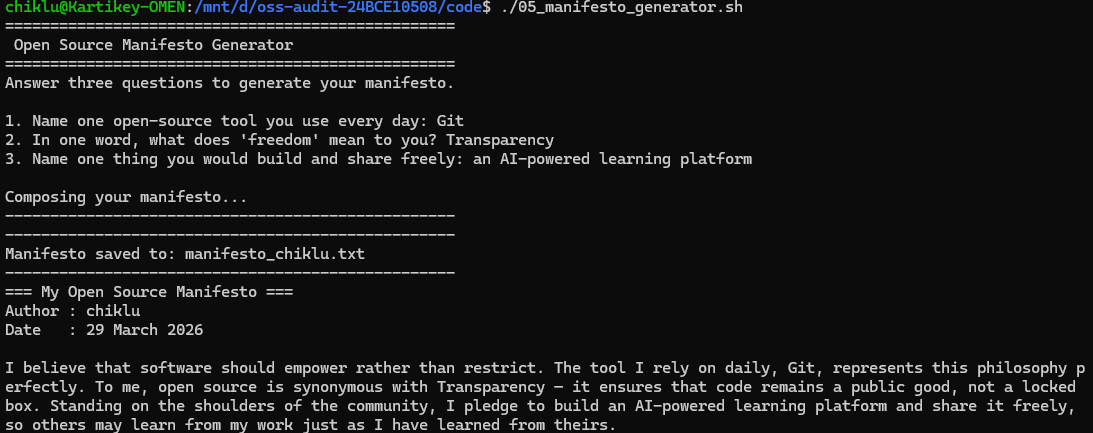 chiklu@Kartikey-OMEN:/mnt/d/oss-audit-24BCE10508/code$ ./05_manifesto_generator.sh
==================================================
 Open Source Manifesto Generator
==================================================
Answer three questions to generate your manifesto.

1. Name one open-source tool you use every day: Git
2. In one word, what does 'freedom' mean to you? Transparency
3. Name one thing you would build and share freely: an AI-powered learning platform

Composing your manifesto...
--------------------------------------------------
--------------------------------------------------
Manifesto saved to: manifesto_chiklu.txt
--------------------------------------------------
=== My Open Source Manifesto ===
Author : chiklu
Date   : 29 March 2026

I believe that software should empower rather than restrict. The tool I rely on daily, Git, represents this philosophy p
erfectly. To me, open source is synonymous with Transparency — it ensures that code remains a public good, not a locked
box. Standing on the shoulders of the community, I pledge to build an AI-powered learning platform and share it freely,
so others may learn from my work just as I have learned from theirs.